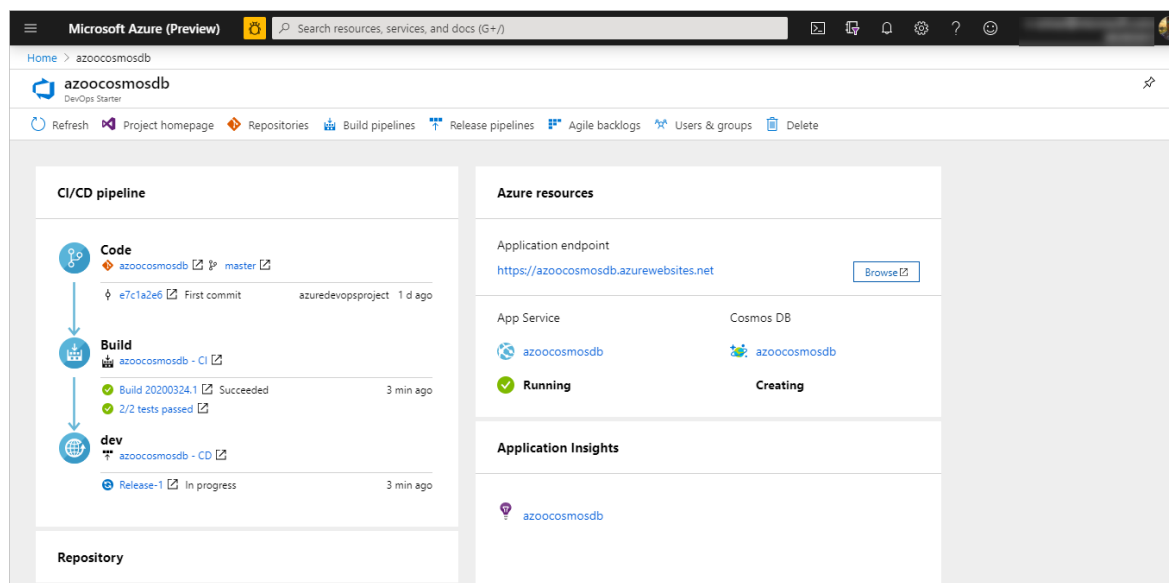 Microsoft Azure (Preview) Search resources, services, and docs (G+/)
Home > azoocosmosdb
azoocosmosdb
DevOps Starter
Refresh Project homepage Repositories Build pipelines Release pipelines Agile backlogs Users & groups Delete
CI/CD pipeline
Code
azoocosmosdb master
e7c1a2e6 First commit azuredevopsproject 1 d ago
Build
azoocosmosdb - CI
Build 20200324.1 Succeeded 3 min ago
2/2 tests passed
dev
azoocosmosdb - CD
Release-1 In progress 3 min ago
Repository
Azure resources
Application endpoint
https://azoocosmosdb.azurewebsites.net Browse
App Service Cosmos DB
azoocosmosdb azoocosmosdb
Running Creating
Application Insights
azoocosmosdb